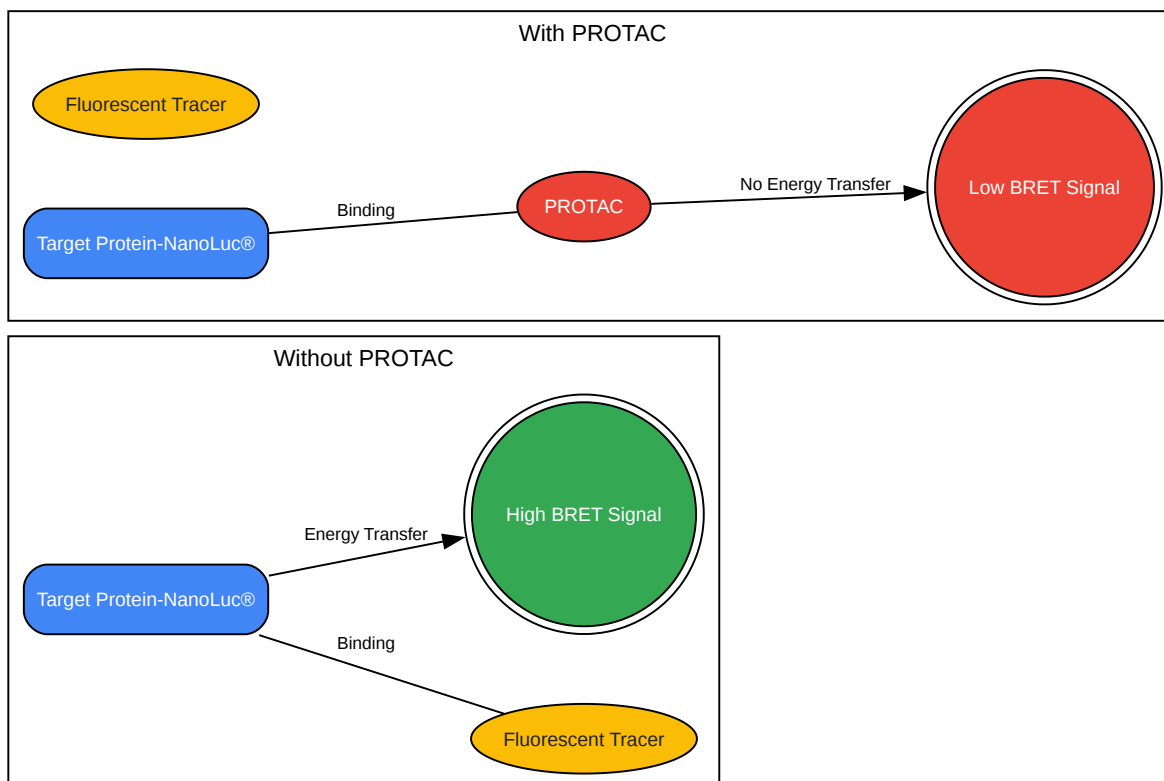 With PROTAC
Fluorescent Tracer
Target Protein-NanoLuc®
Binding
PROTAC
No Energy Transfer
Low BRET Signal
Without PROTAC
High BRET Signal
Energy Transfer
Target Protein-NanoLuc®
Binding
Fluorescent Tracer